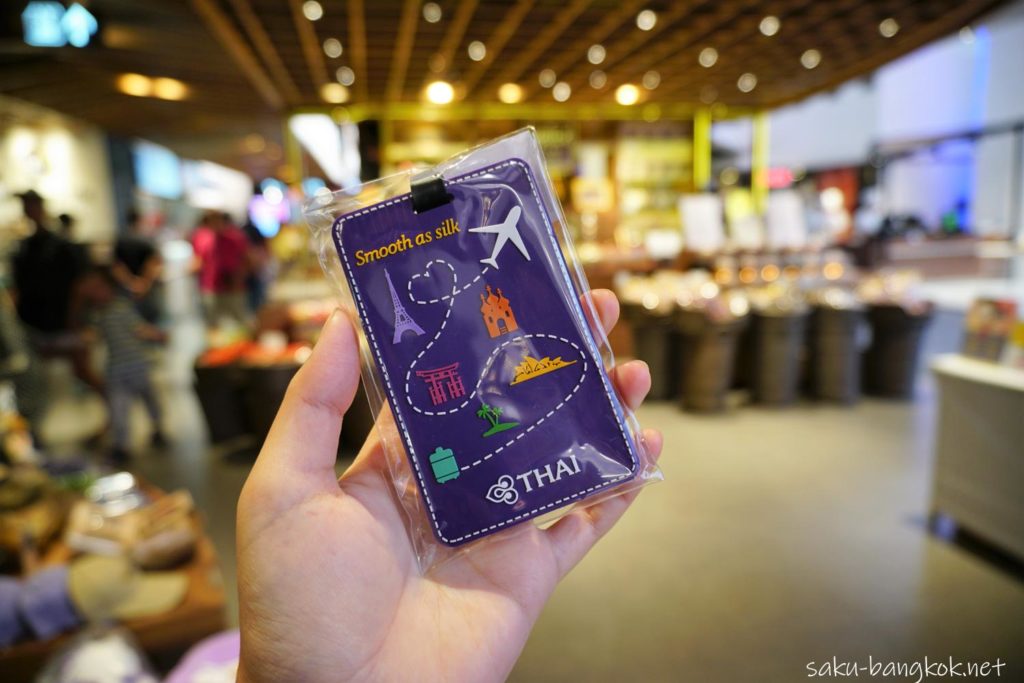 Smooth as silk
THAI
saku-bangkok.net